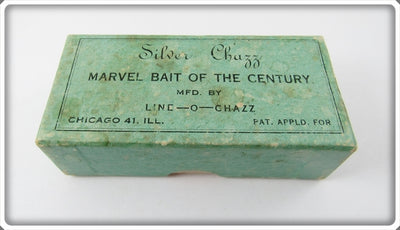 Silver Chazz
MARVEL BAIT OF THE CENTURY
MFD. BY
LINE-O-CHAZZ
CHICAGO 41, ILL. PAT. APPLD. FOR